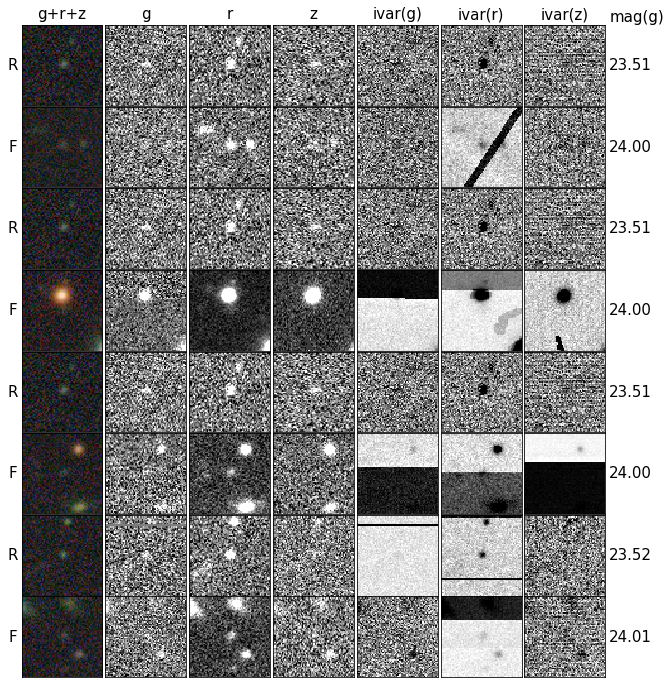 g+r+z g r z ivar(g) ivar(r) ivar(z) mag(g)
R 23.51
F 24.00
R 23.51
F 24.00
R 23.51
F 24.00
R 23.52
F 24.01